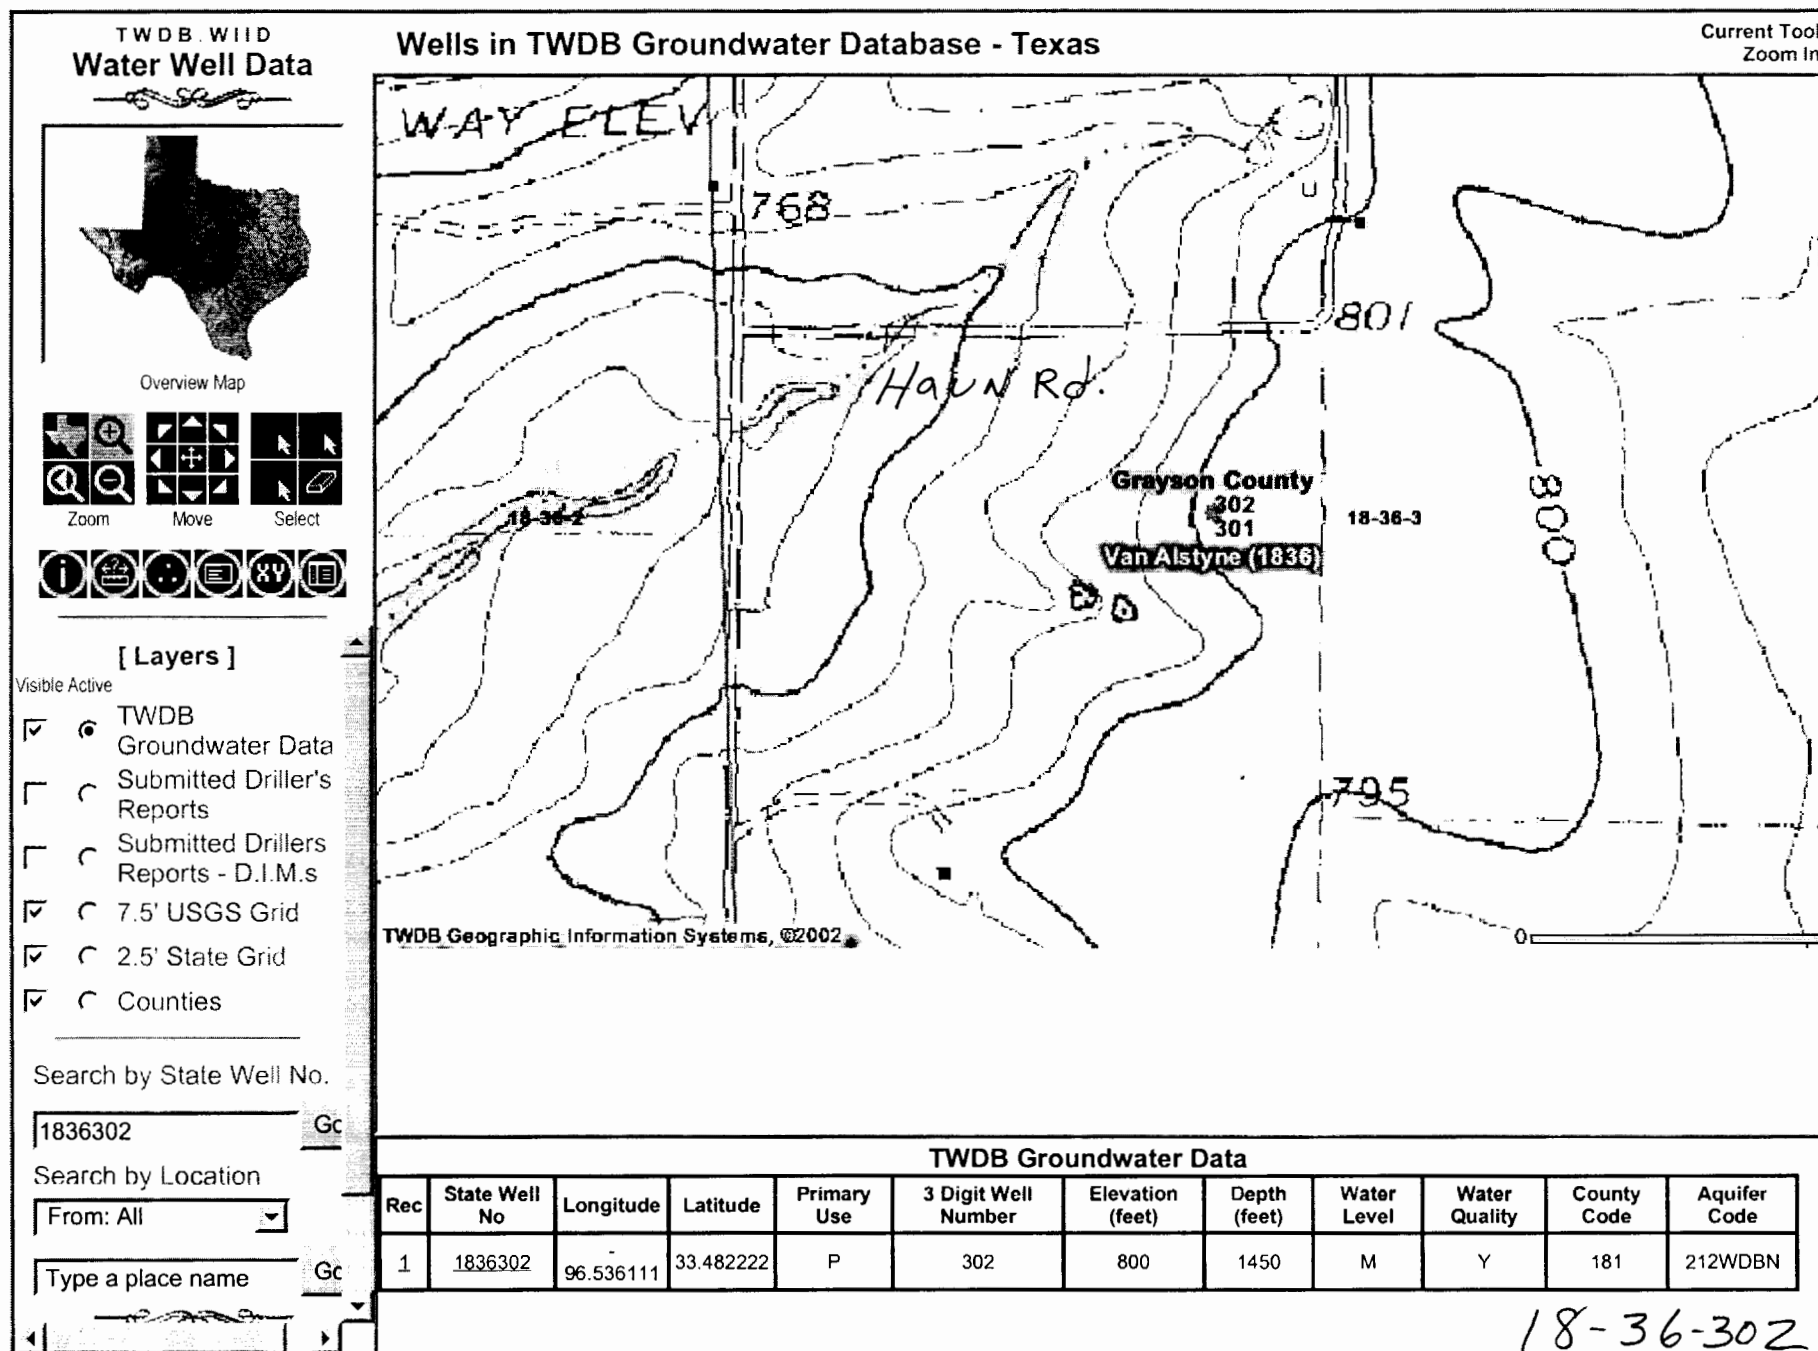 TWDB.WIID
Water Well Data
Overview Map
Zoom
Move
Select
[ Layers ]
Visible Active
TWDB
Groundwater Data
Submitted Driller's
Reports
Submitted Drillers
Reports - D.I.M.s
7.5' USGS Grid
2.5' State Grid
Counties
Search by State Well No.
1836302
Search by Location
From: All
Type a place name
Wells in TWDB Groundwater Database - Texas
Current Tool
Zoom In
WAY ELEV
768
U
801
Haun Rd.
Grayson County
302
301
18-36-2
18-36-3
800
Van Alstyne (1836)
795
TWDB Geographic Information Systems, ©2002
0
TWDB Groundwater Data
Rec State Well No Longitude Latitude Primary Use 3 Digit Well Number Elevation (feet) Depth (feet) Water Level Water Quality County Code Aquifer Code
1 1836302 -96.536111 33.482222 P 302 800 1450 M Y 181 212WDBN
18-36-302